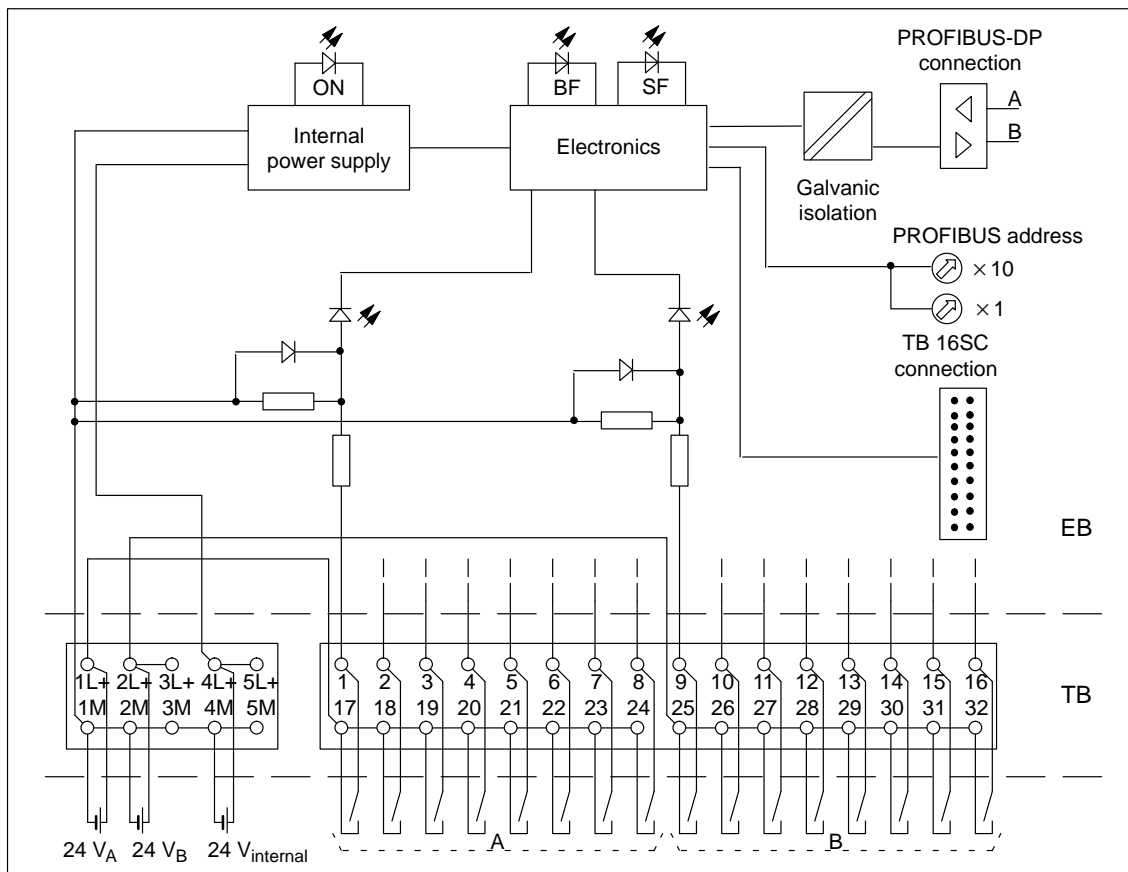 PROFIBUS-DP
connection
ON
BF
SF
A
B
Internal
power supply
Electronics
Galvanic
isolation
PROFIBUS address
×10
×1
TB 16SC
connection
EB
1L+ 2L+ 3L+ 4L+ 5L+
1 2 3 4 5 6 7 8 9 10 11 12 13 14 15 16
TB
1M 2M 3M 4M 5M
17 18 19 20 21 22 23 24 25 26 27 28 29 30 31 32
A
B
24 VA 24 VB 24 Vinternal